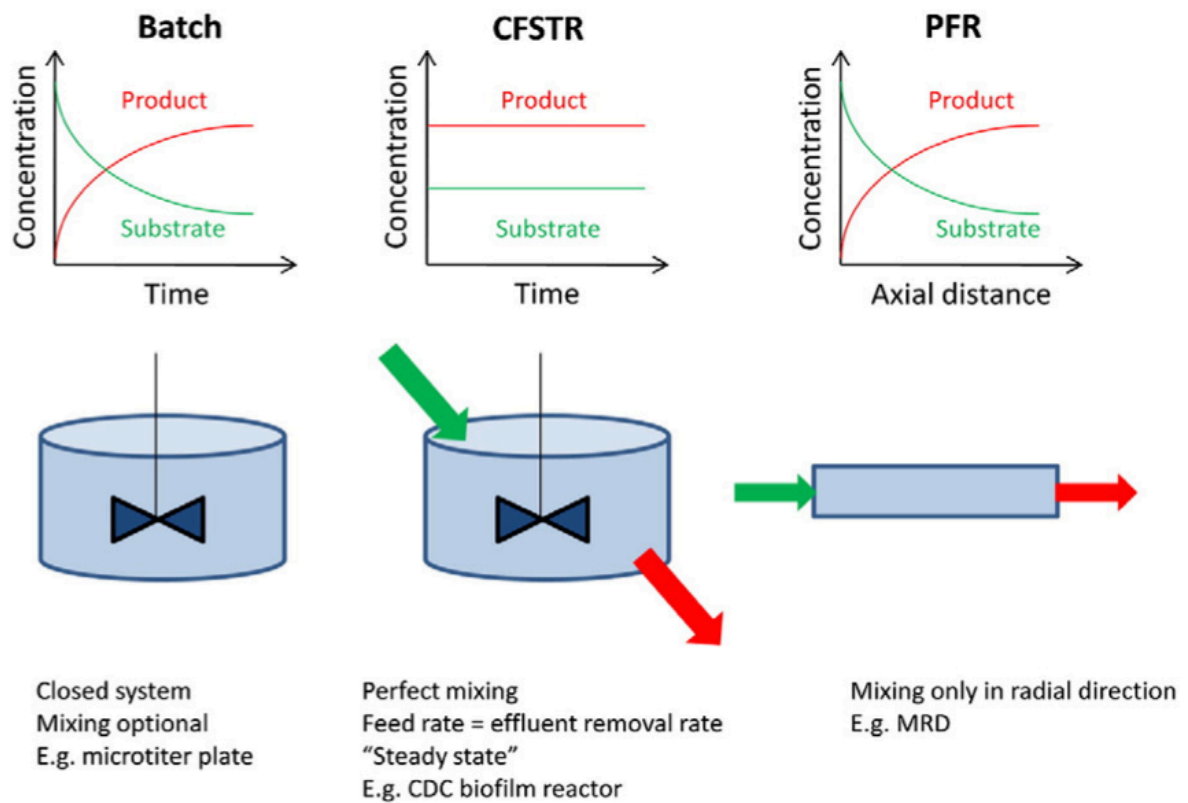 Batch
Concentration
Product
Substrate
Time
CFSTR
Concentration
Product
Substrate
Time
PFR
Concentration
Product
Substrate
Axial distance
Closed system
Mixing optional
E.g. microtiter plate
Perfect mixing
Feed rate = effluent removal rate
“Steady state”
E.g. CDC biofilm reactor
Mixing only in radial direction
E.g. MRD